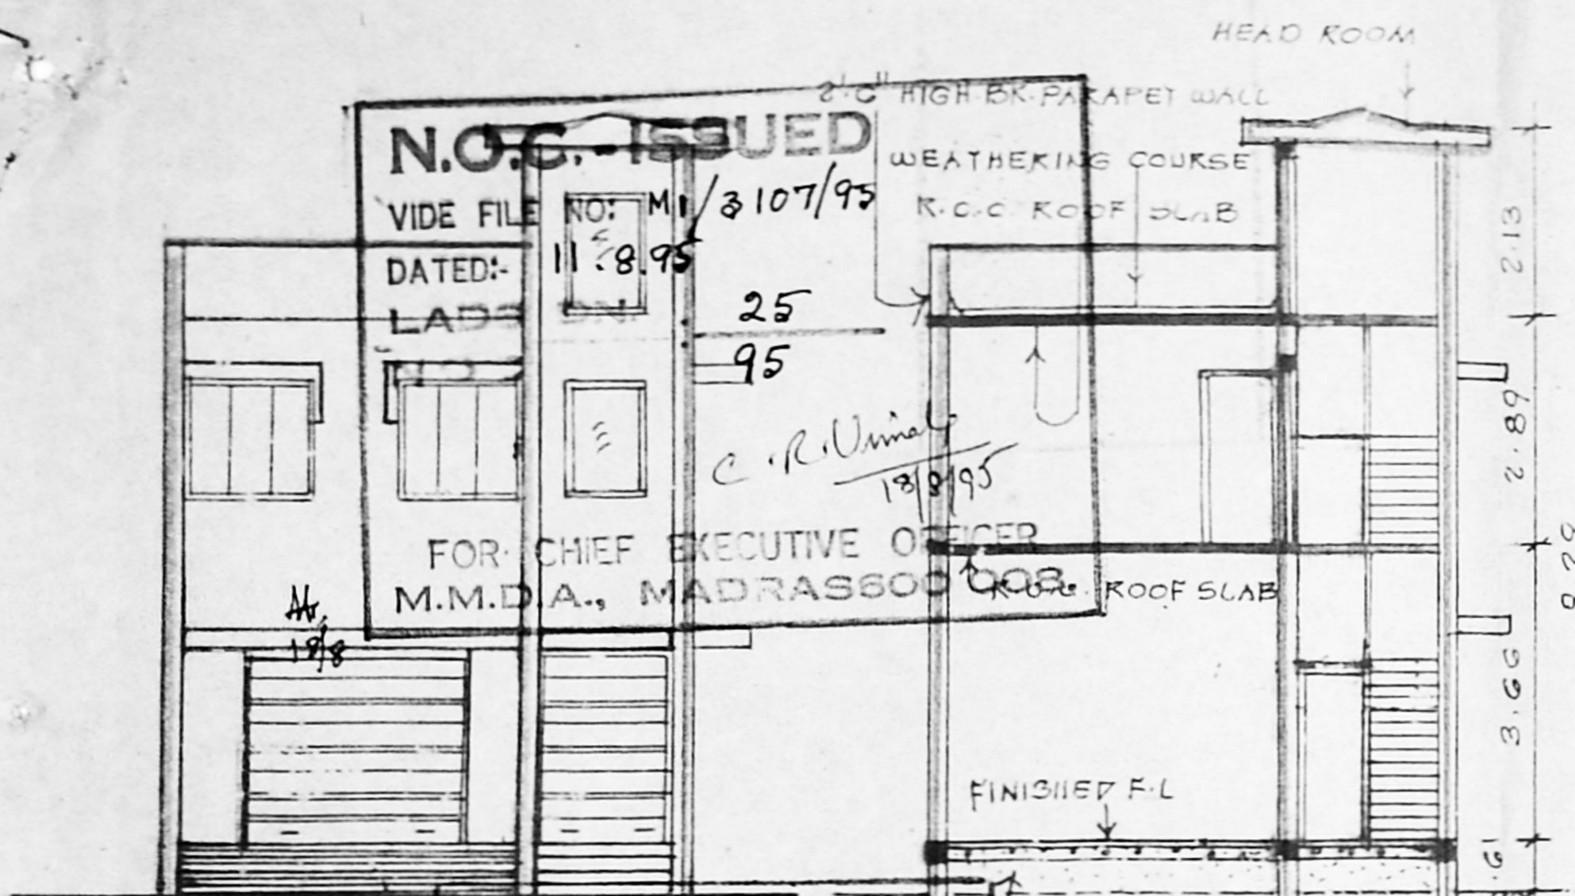 HEAD ROOM
2'·0" HIGH BK·PARAPET WALL
N.O.C.-ISSUED
WEATHERING COURSE
VIDE FILE NO: M1/3107/95
R.C.C ROOF SLAB
DATED:- 11.8.95
2.13
25
95
2.89
C.R.
18/8/95
FOR CHIEF EXECUTIVE OFFICER
M.M.D.A., MADRAS600 008.
R.C.C. ROOF SLAB
18/8
3.66
FINISHED F.L